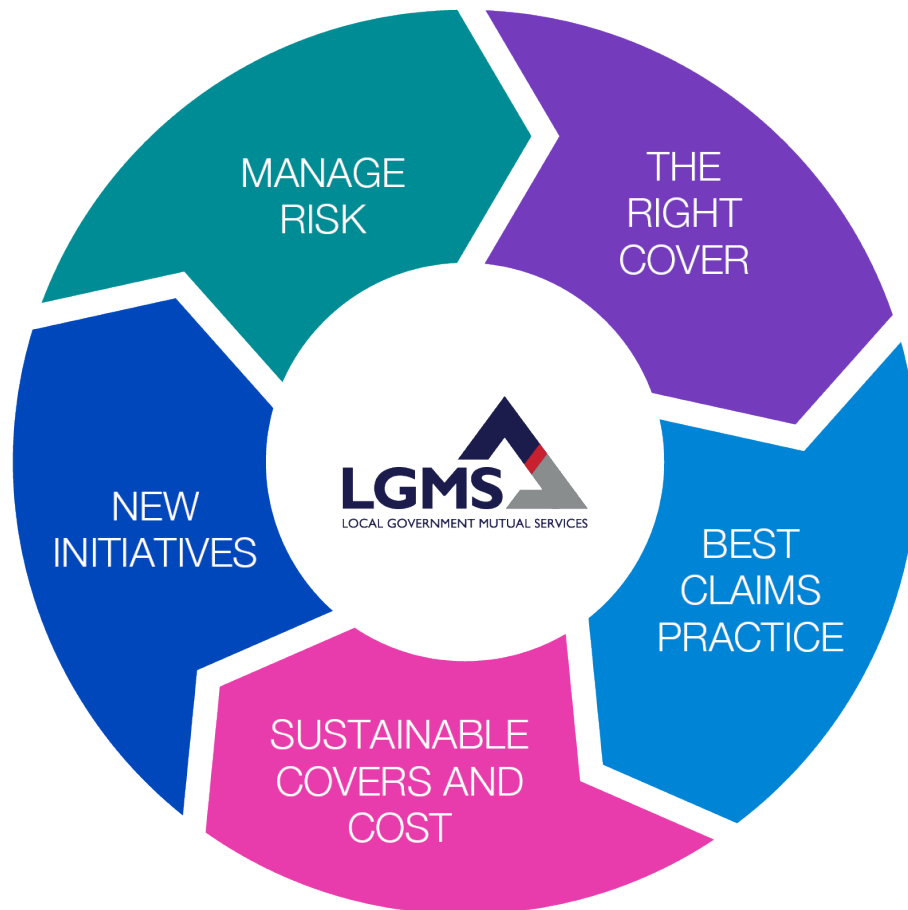 MANAGE
RISK
THE
RIGHT
COVER
BEST
CLAIMS
PRACTICE
SUSTAINABLE
COVERS AND
COST
NEW
INITIATIVES
LGMS
LOCAL GOVERNMENT MUTUAL SERVICES